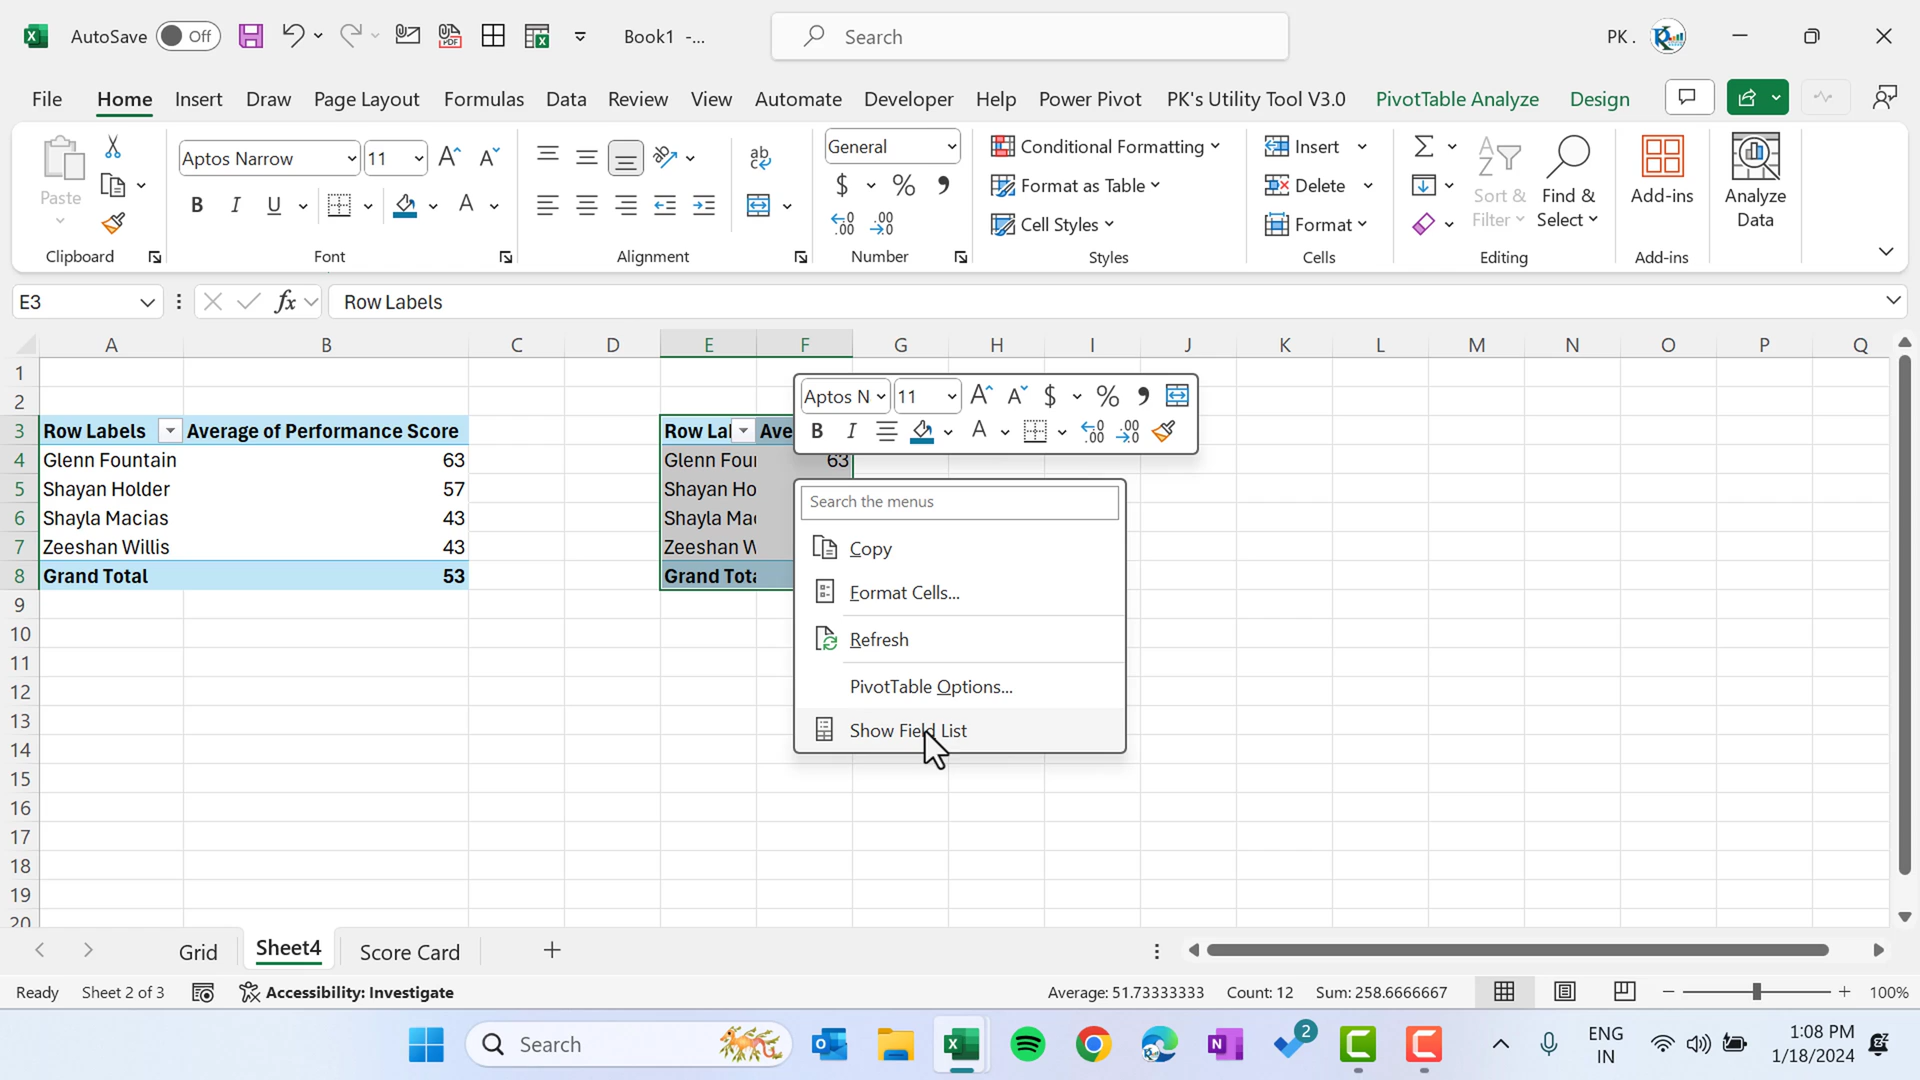 AutoSave Off Book1 -... Search PK .
File Home Insert Draw Page Layout Formulas Data Review View Automate Developer Help Power Pivot PK's Utility Tool V3.0 PivotTable Analyze Design
Paste
Clipboard
Aptos Narrow 11
B I U A
Font
ab
Alignment
General
$ % 9
.00 .00
Number
Conditional Formatting
Format as Table
Cell Styles
Styles
Insert
Delete
Format
Cells
Sort & Filter
Find & Select
Editing
Add-ins
Add-ins
Analyze Data
E3 fx Row Labels
A B C D E F G H I J K L M N O P Q
1
2
3 Row Labels Average of Performance Score Row La Ave
4 Glenn Fountain 63 Glenn Four 63
5 Shayan Holder 57 Shayan Ho
6 Shayla Macias 43 Shayla Ma
7 Zeeshan Willis 43 Zeeshan W
8 Grand Total 53 Grand Tota
9
10
11
12
13
14
15
16
17
18
19
20
Aptos N 11 A A $ % 9
B I A .00 .00
Search the menus
Copy
Format Cells...
Refresh
PivotTable Options...
Show Field List
Grid Sheet4 Score Card +
Ready Sheet 2 of 3 Accessibility: Investigate Average: 51.73333333 Count: 12 Sum: 258.6666667 100%
Search 2 ENG IN 1:08 PM 1/18/2024